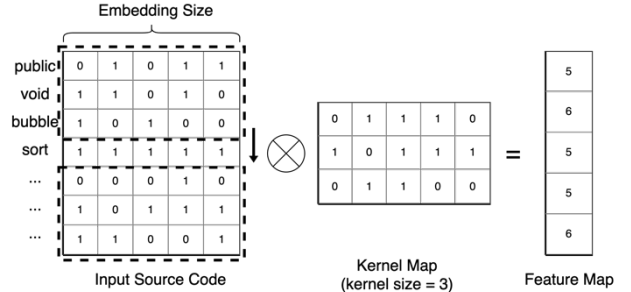 Embedding Size
public 0 1 0 1 1
void 1 1 0 1 0
bubble 1 0 1 0 0
sort 1 1 1 1 1
... 0 0 0 1 0
... 1 0 1 1 1
... 1 1 0 0 1
Input Source Code
0 1 1 1 0
1 0 1 1 1
0 1 1 0 0
Kernel Map
(kernel size = 3)
=
5
6
5
5
6
Feature Map